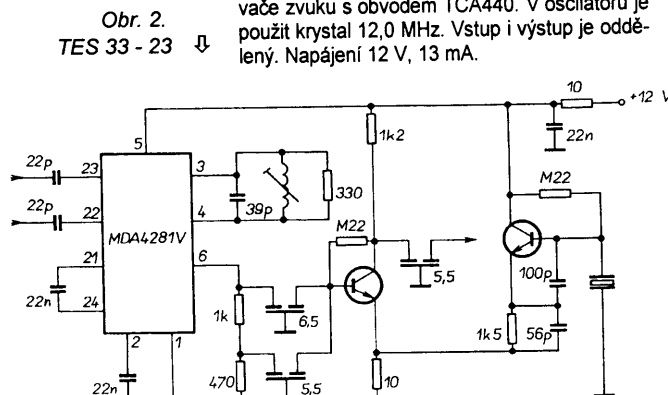 vače zvuku s obvodem TCA440. V oscilátoru je
použit krystal 12,0 MHz. Vstup i výstup je oddě-
lený. Napájení 12 V, 13 mA.
Obr. 2.
TES 33 - 23 ⇩
10
+12 V
22n
1k2
5
22p
23
3
M22
330
39p
22p
22
4
MDA4281V
M22
21
6
5,5
100p
22n
24
1k
6,5
1k5
56p
2
1
470
5,5
10
22n